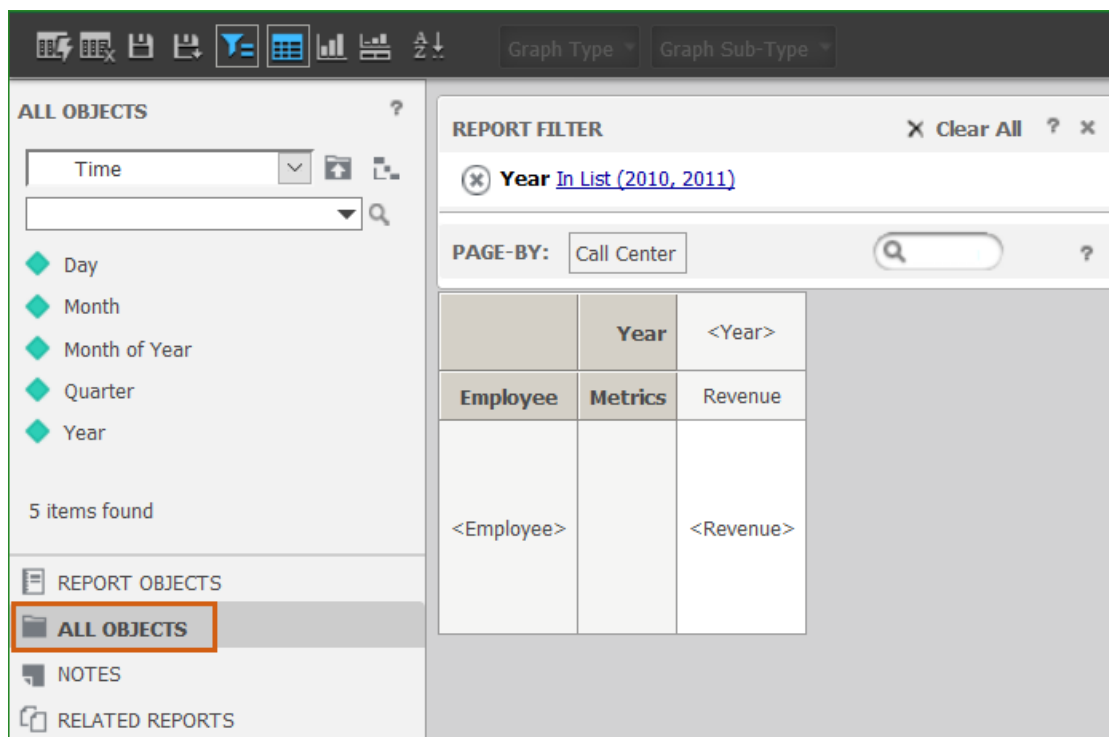 Graph Type
Graph Sub-Type
ALL OBJECTS
?
Time
Day
Month
Month of Year
Quarter
Year
5 items found
REPORT OBJECTS
ALL OBJECTS
NOTES
RELATED REPORTS
REPORT FILTER
Clear All ?
Year In List (2010, 2011)
PAGE-BY: Call Center
?
Year <Year>
Employee Metrics Revenue
<Employee> <Revenue>